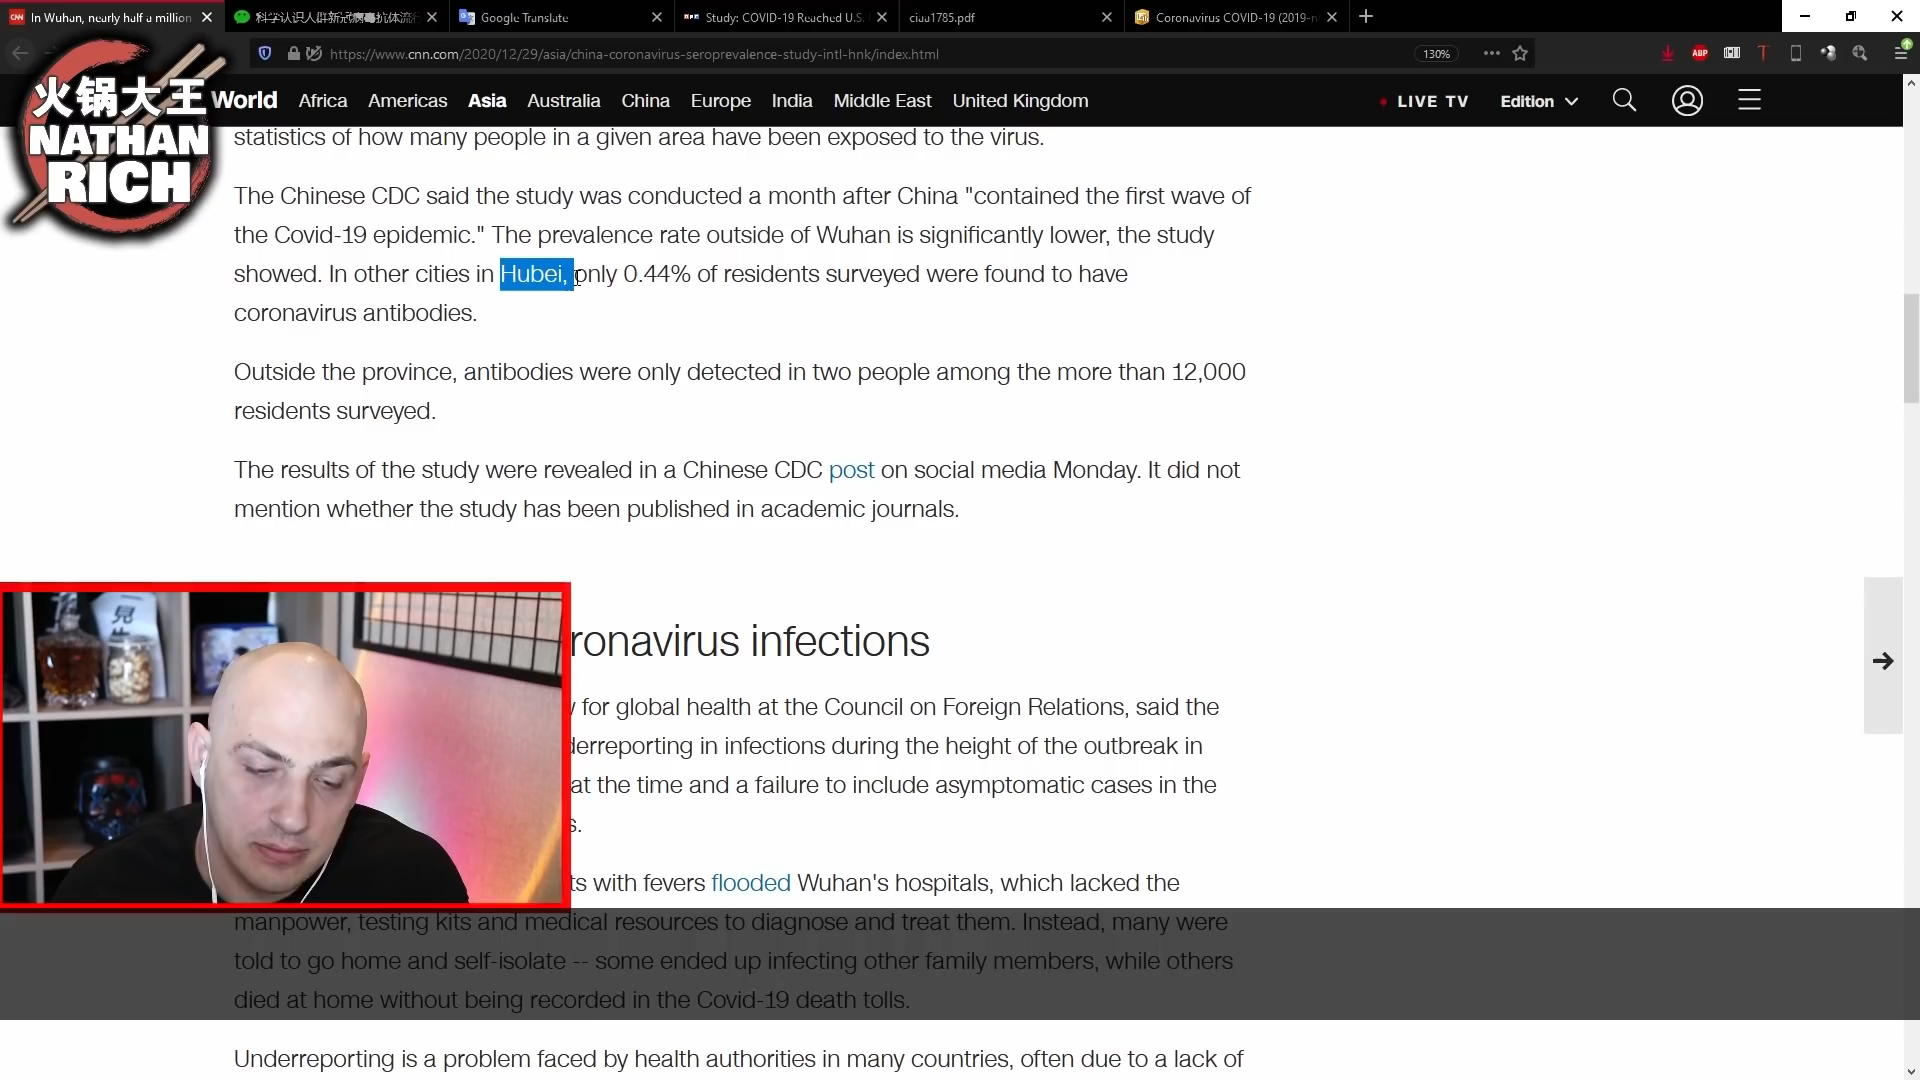 In Wuhan, nearly half a million
Google Translate
Study: COVID-19 Reached U.S.
ciaa1785.pdf
Coronavirus COVID-19 (2019-n
https://www.cnn.com/2020/12/29/asia/china-coronavirus-seroprevalence-study-intl-hnk/index.html
130%
ABP
火锅大王
NATHAN
RICH
World Africa Americas Asia Australia China Europe India Middle East United Kingdom
LIVE TV Edition
statistics of how many people in a given area have been exposed to the virus.
The Chinese CDC said the study was conducted a month after China "contained the first wave of
the Covid-19 epidemic." The prevalence rate outside of Wuhan is significantly lower, the study
showed. In other cities in Hubei, only 0.44% of residents surveyed were found to have
coronavirus antibodies.
Outside the province, antibodies were only detected in two people among the more than 12,000
residents surveyed.
The results of the study were revealed in a Chinese CDC post on social media Monday. It did not
mention whether the study has been published in academic journals.
ronavirus infections
for global health at the Council on Foreign Relations, said the
derreporting in infections during the height of the outbreak in
at the time and a failure to include asymptomatic cases in the
s.
ts with fevers flooded Wuhan's hospitals, which lacked the
manpower, testing kits and medical resources to diagnose and treat them. Instead, many were
told to go home and self-isolate -- some ended up infecting other family members, while others
died at home without being recorded in the Covid-19 death tolls.
Underreporting is a problem faced by health authorities in many countries, often due to a lack of